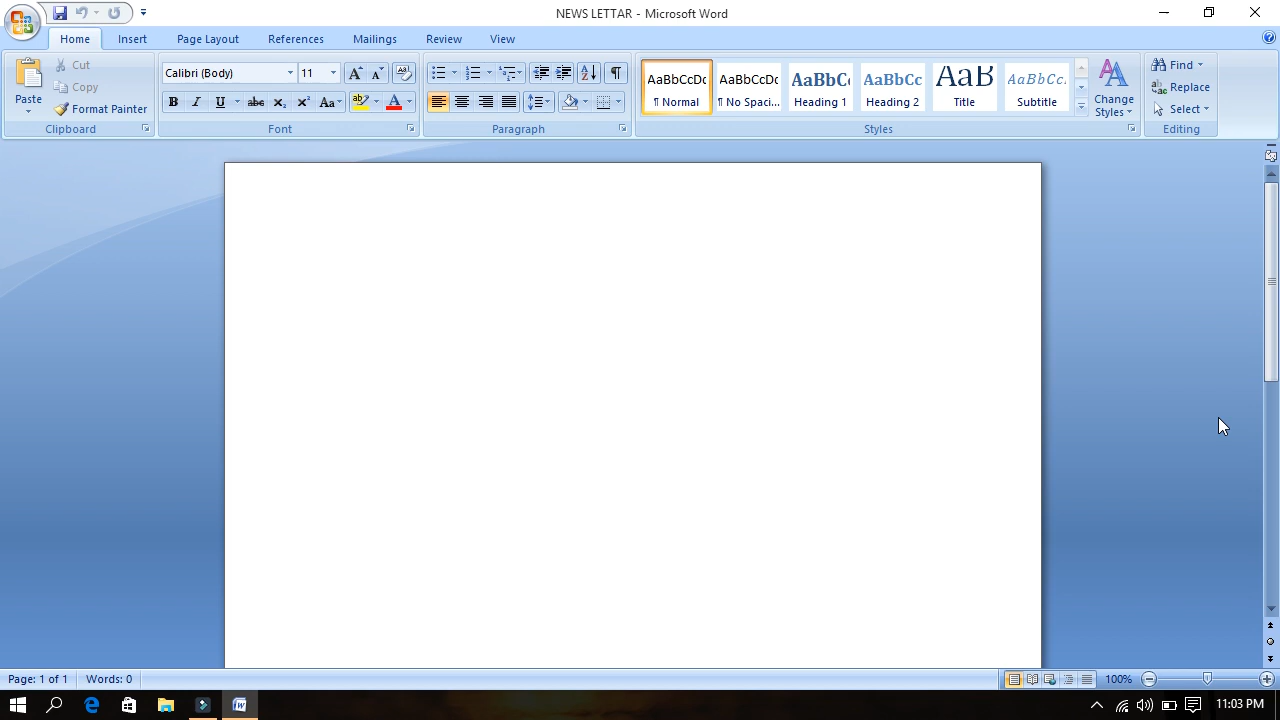 NEWS LETTAR - Microsoft Word
Home Insert Page Layout References Mailings Review View
Paste
Cut
Copy
Format Painter
Clipboard
Calibri (Body) 11
B I U abc x₂ x² Aa
ab A
Font
Paragraph
AaBbCcDc AaBbCcDc AaBbC AaBbCc AaB AaBbCc.
¶ Normal ¶ No Spaci... Heading 1 Heading 2 Title Subtitle
Change Styles
Styles
Find
Replace
Select
Editing
Page: 1 of 1 Words: 0 100%
11:03 PM